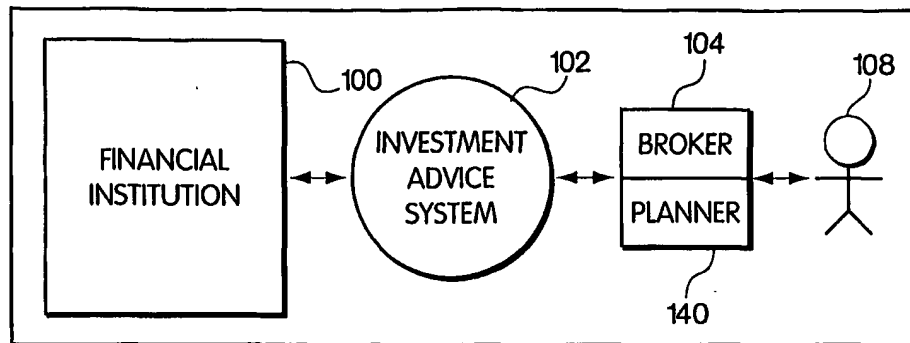 100
FINANCIAL
INSTITUTION
102
INVESTMENT
ADVICE
SYSTEM
104
BROKER
PLANNER
140
108